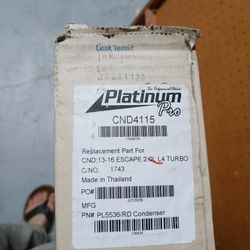 Leak Tested
The Professional Choice
Platinum
Pro
CND4115
CND4115
Replacement Part For
CND,13-16 ESCAPE 2.0L L4 TURBO
C/NO. 1743
Made in Thailand
PO#
MFG
PN# PL5536/RD Condenser